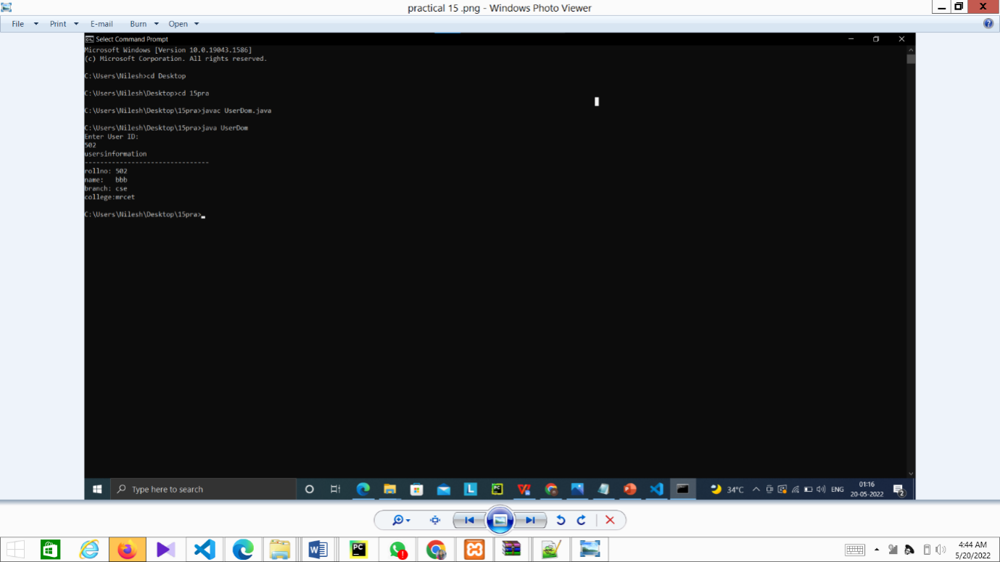 practical 15 .png - Windows Photo Viewer
File Print E-mail Burn Open
Select Command Prompt
Microsoft Windows [Version 10.0.19043.1586]
(c) Microsoft Corporation. All rights reserved.
C:\Users\Nilesh>cd Desktop
C:\Users\Nilesh\Desktop>cd 15pra
C:\Users\Nilesh\Desktop\15pra>javac UserDom.java
C:\Users\Nilesh\Desktop\15pra>java UserDom
Enter User ID:
502
usersinformation
--------------------------------
rollno: 502
name:   bbb
branch: cse
college:mrcet
C:\Users\Nilesh\Desktop\15pra>
Type here to search
L
PC
34°C
ENG
01:16
20-05-2022
2
W
PC
4:44 AM
5/20/2022